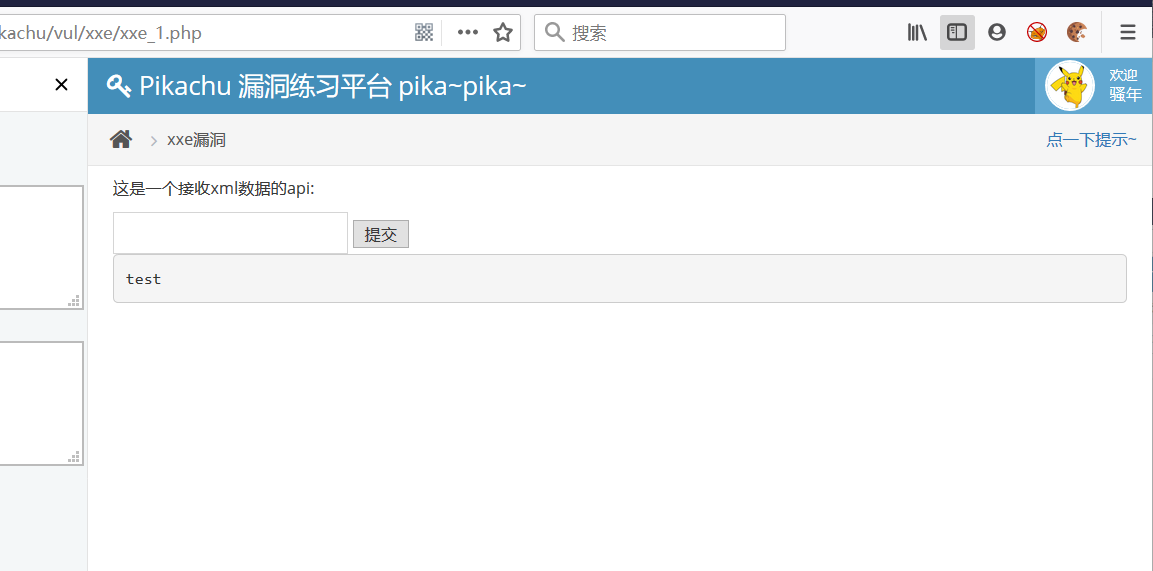 kachu/vul/xxe/xxe_1.php
搜索
Pikachu 漏洞练习平台 pika~pika~
欢迎
骚年
xxe漏洞
点一下提示~
这是一个接收xml数据的api:
提交
test